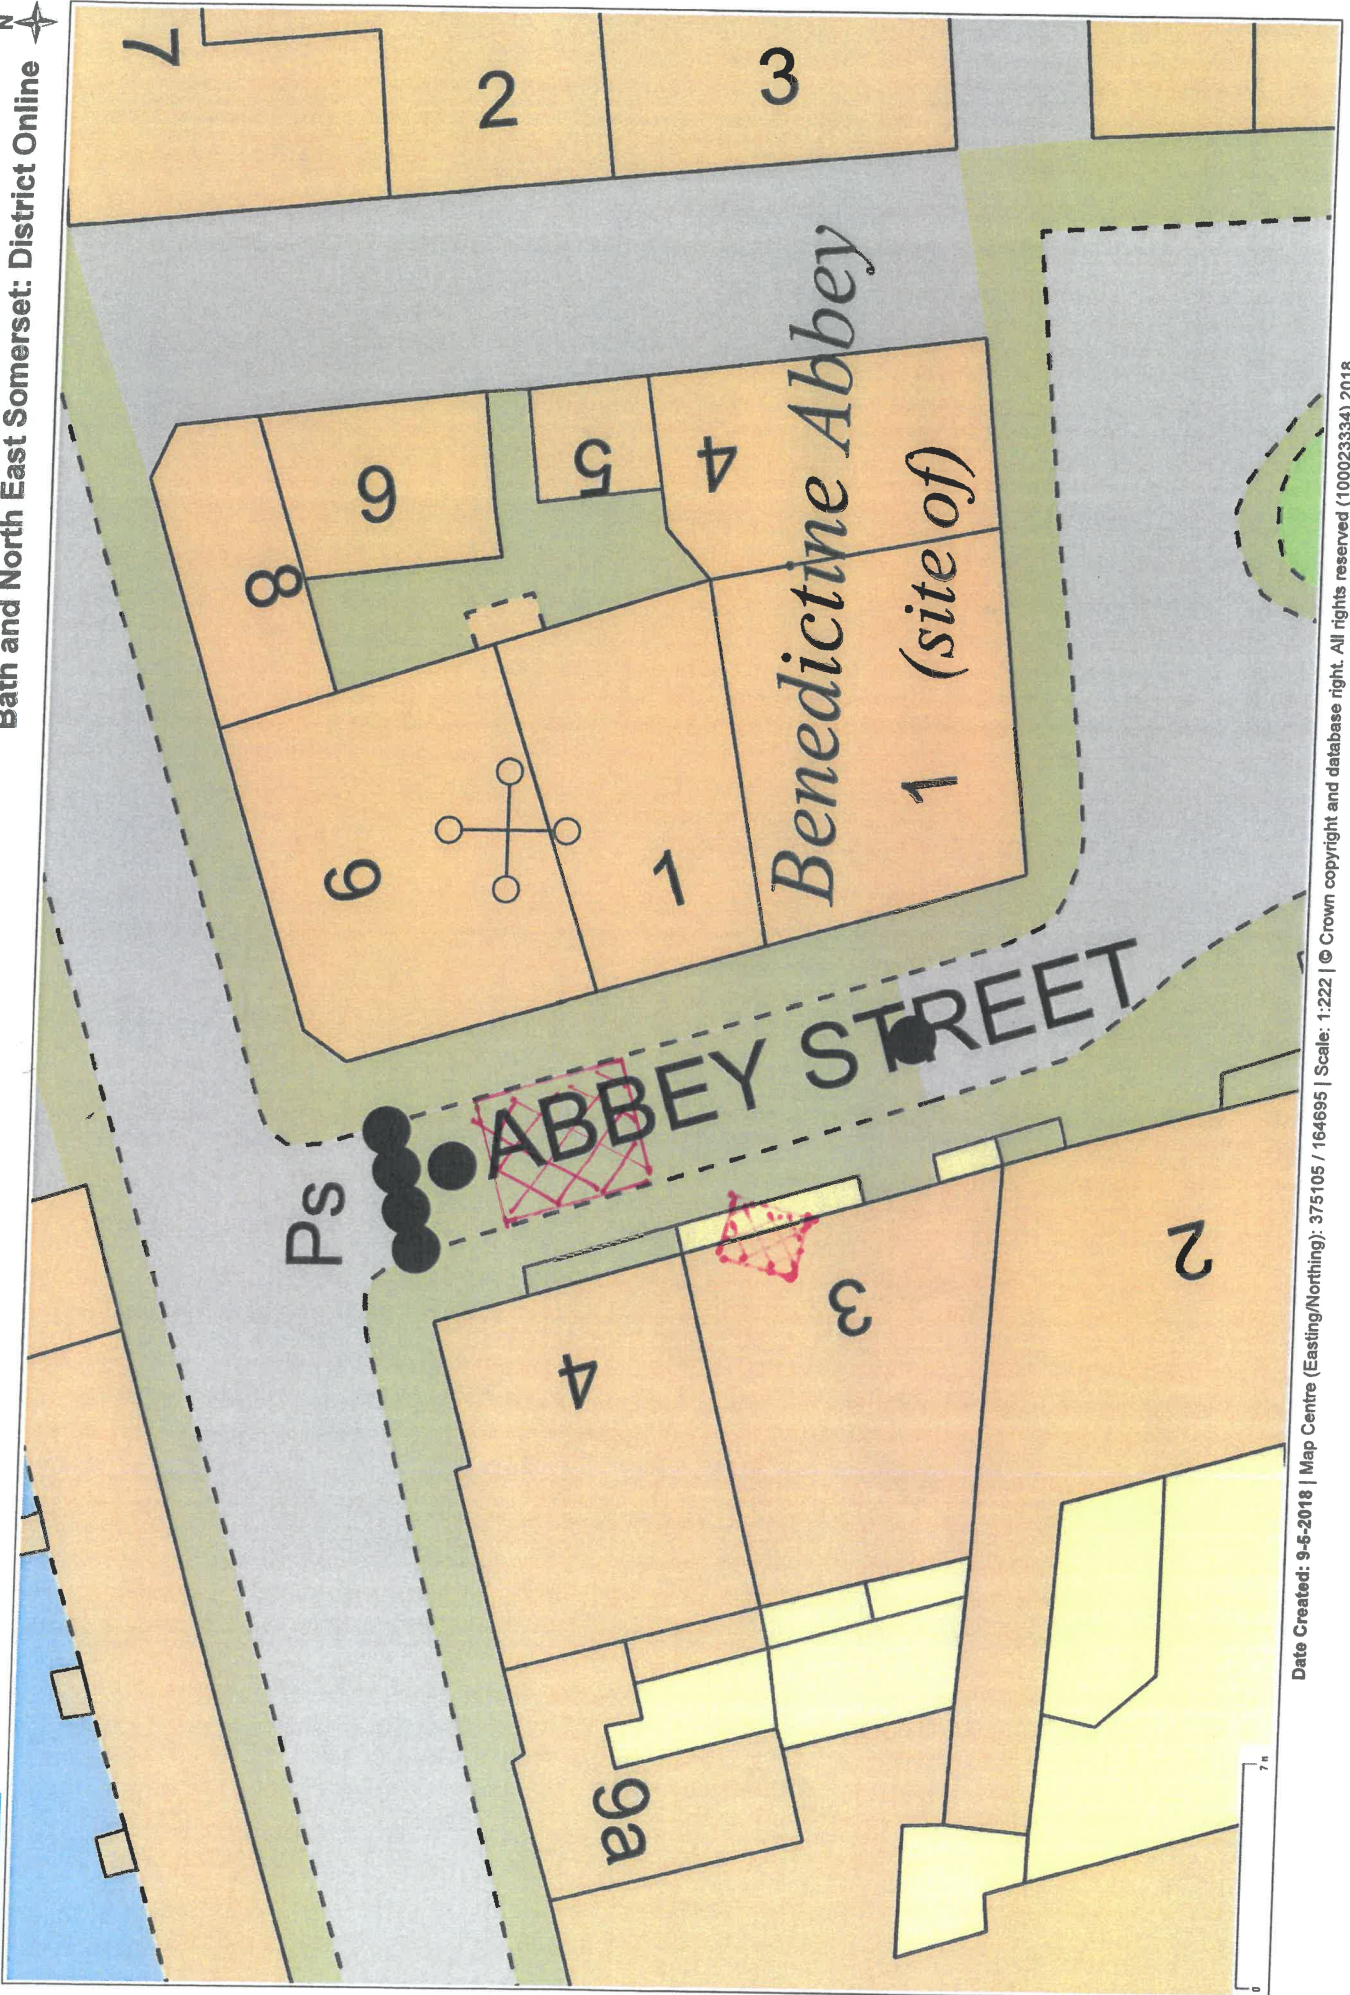 Bath and North East Somerset: District Online
N
7
2
3
6
5
4
8
Benedictine Abbey
(site of)
9
1
1
ABBEY STREET
Ps
4
3
2
9a
0
7 m
Date Created: 9-5-2018 | Map Centre (Easting/Northing): 375105 / 164695 | Scale: 1:222 | © Crown copyright and database right. All rights reserved (100023334) 2018